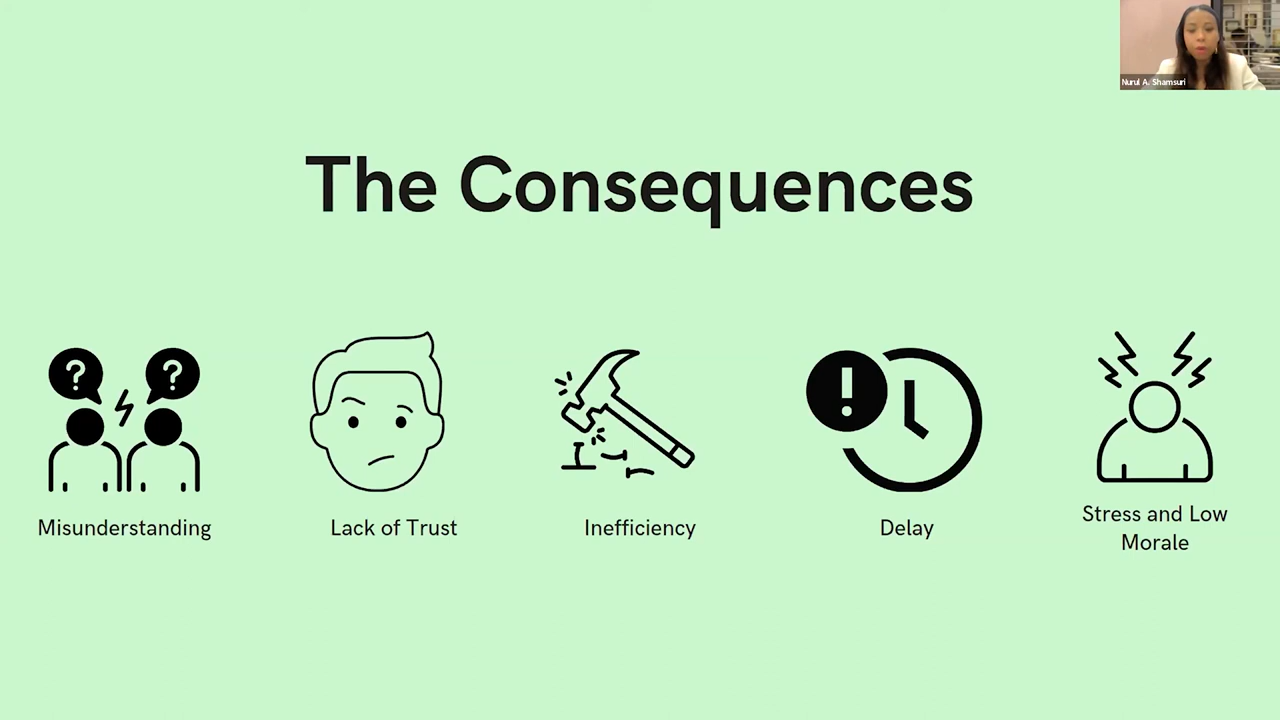 Nurul A. Shamsuri
The Consequences
? ?
!
Misunderstanding
Lack of Trust
Inefficiency
Delay
Stress and Low
Morale